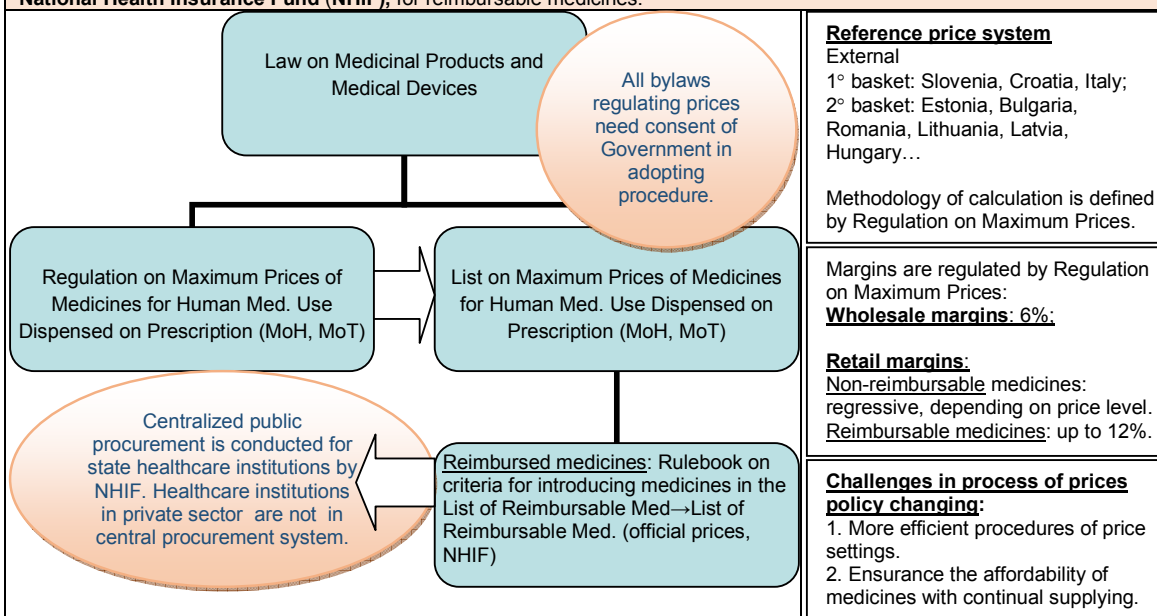 National Health Insurance Fund (NHIF), for reimbursable medicines.
Law on Medicinal Products and
Medical Devices
All bylaws
regulating prices
need consent of
Government in
adopting
procedure.
Regulation on Maximum Prices of
Medicines for Human Med. Use
Dispensed on Prescription (MoH, MoT)
List on Maximum Prices of Medicines
for Human Med. Use Dispensed on
Prescription (MoH, MoT)
Centralized public
procurement is conducted for
state healthcare institutions by
NHIF. Healthcare institutions
in private sector are not in
central procurement system.
Reimbursed medicines: Rulebook on
criteria for introducing medicines in the
List of Reimbursable Med→List of
Reimbursable Med. (official prices,
NHIF)
Reference price system
External
1° basket: Slovenia, Croatia, Italy;
2° basket: Estonia, Bulgaria,
Romania, Lithuania, Latvia,
Hungary…
Methodology of calculation is defined
by Regulation on Maximum Prices.
Margins are regulated by Regulation
on Maximum Prices:
Wholesale margins: 6%;
Retail margins:
Non-reimbursable medicines:
regressive, depending on price level.
Reimbursable medicines: up to 12%.
Challenges in process of prices
policy changing:
1. More efficient procedures of price
settings.
2. Ensurance the affordability of
medicines with continual supplying.